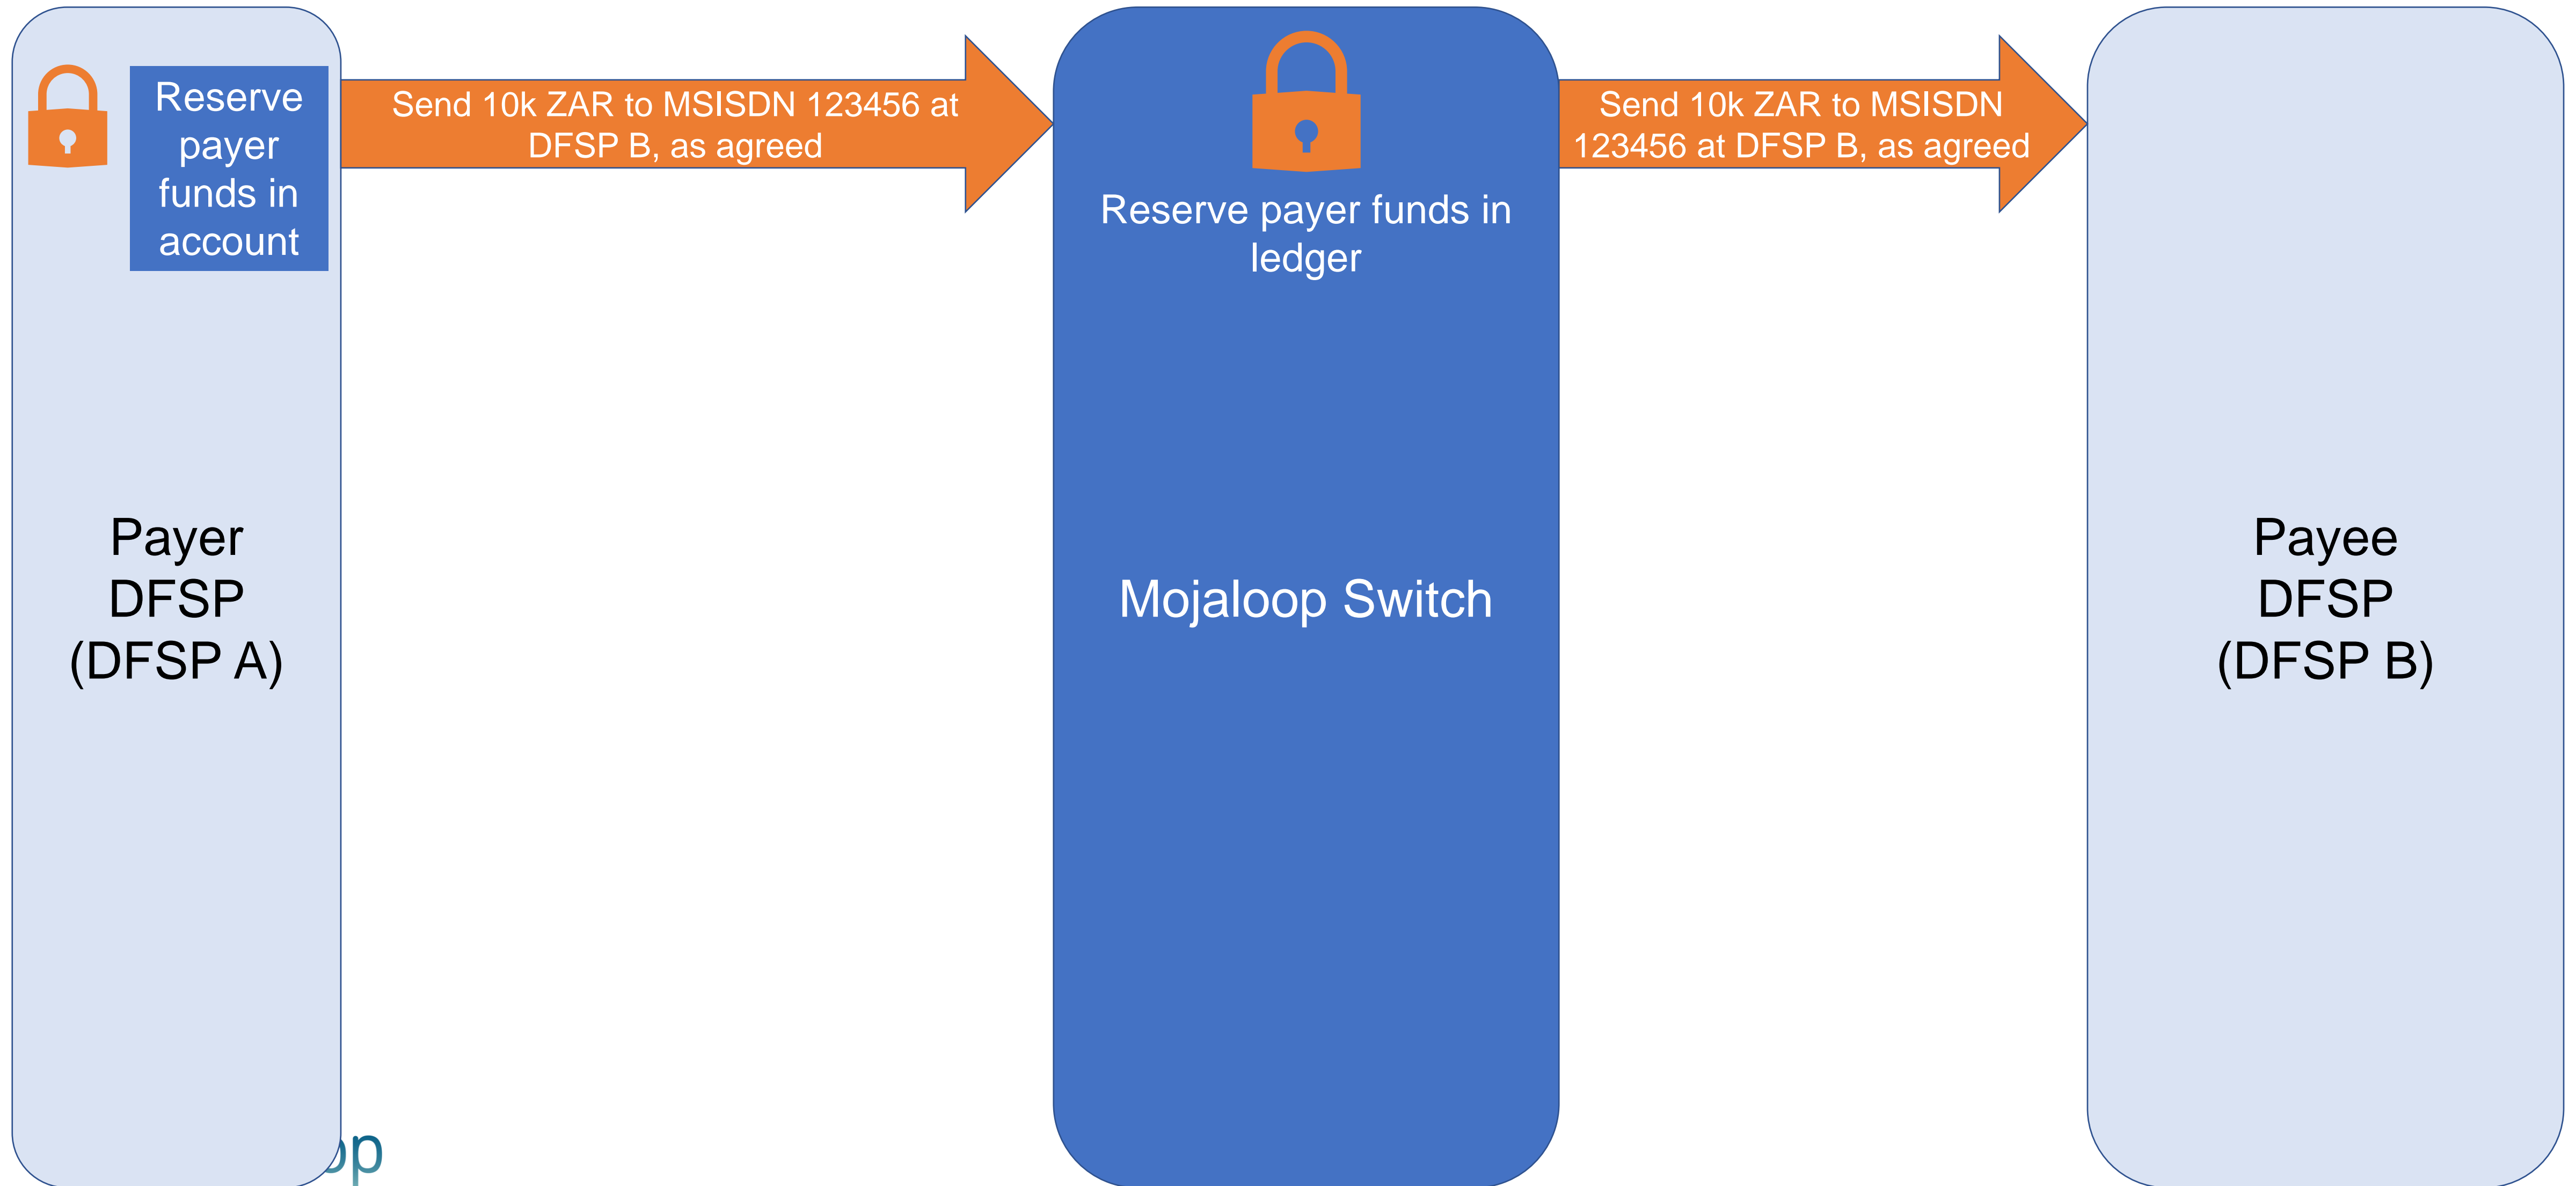 Reserve
payer
funds in
account
Send 10k ZAR to MSISDN 123456 at
DFSP B, as agreed
Reserve payer funds in
ledger
Send 10k ZAR to MSISDN
123456 at DFSP B, as agreed
Payer
DFSP
(DFSP A)
Mojaloop Switch
Payee
DFSP
(DFSP B)